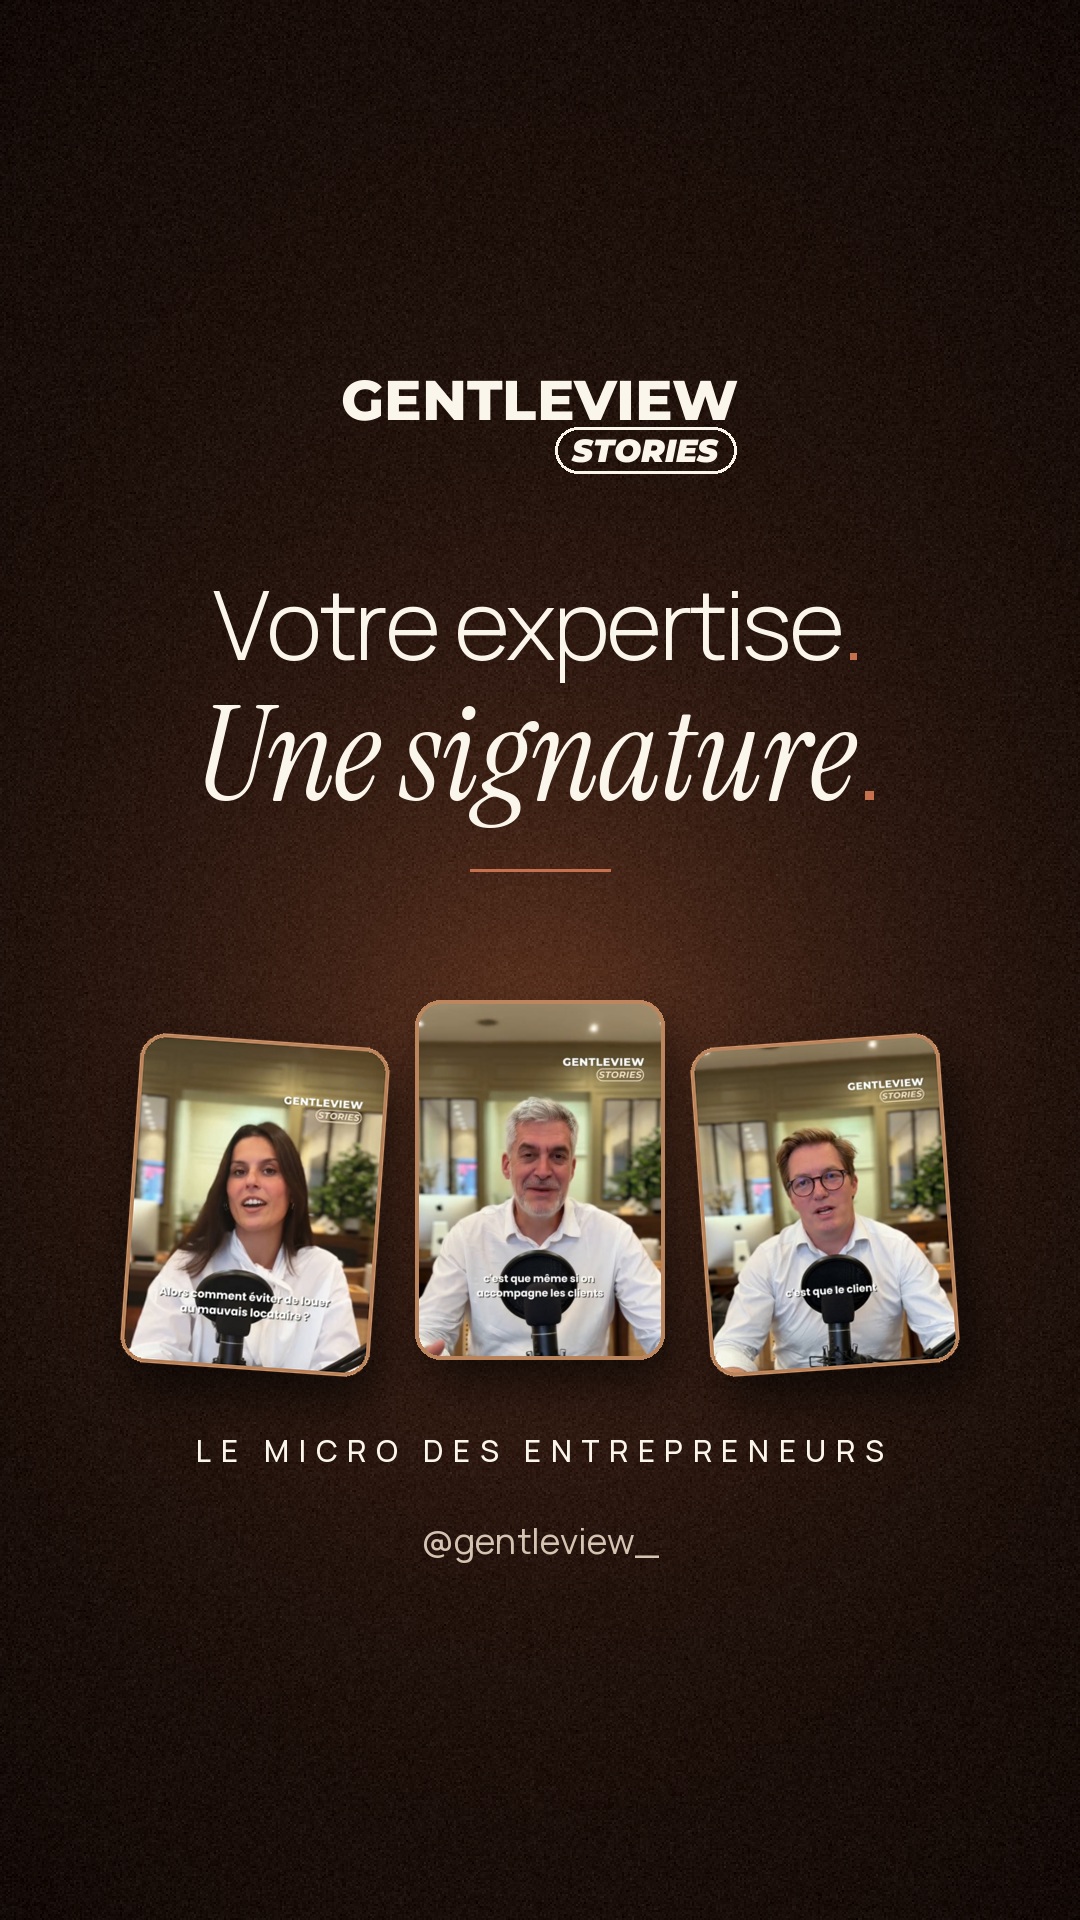 GENTLEVIEW
STORIES
Votre expertise.
Une signature.
GENTLEVIEW
STORIES
Alors comment éviter de louer
au mauvais locataire ?
GENTLEVIEW
STORIES
c'est que même si on
accompagne les clients
GENTLEVIEW
STORIES
c'est que le client
LE MICRO DES ENTREPRENEURS
@gentleview__